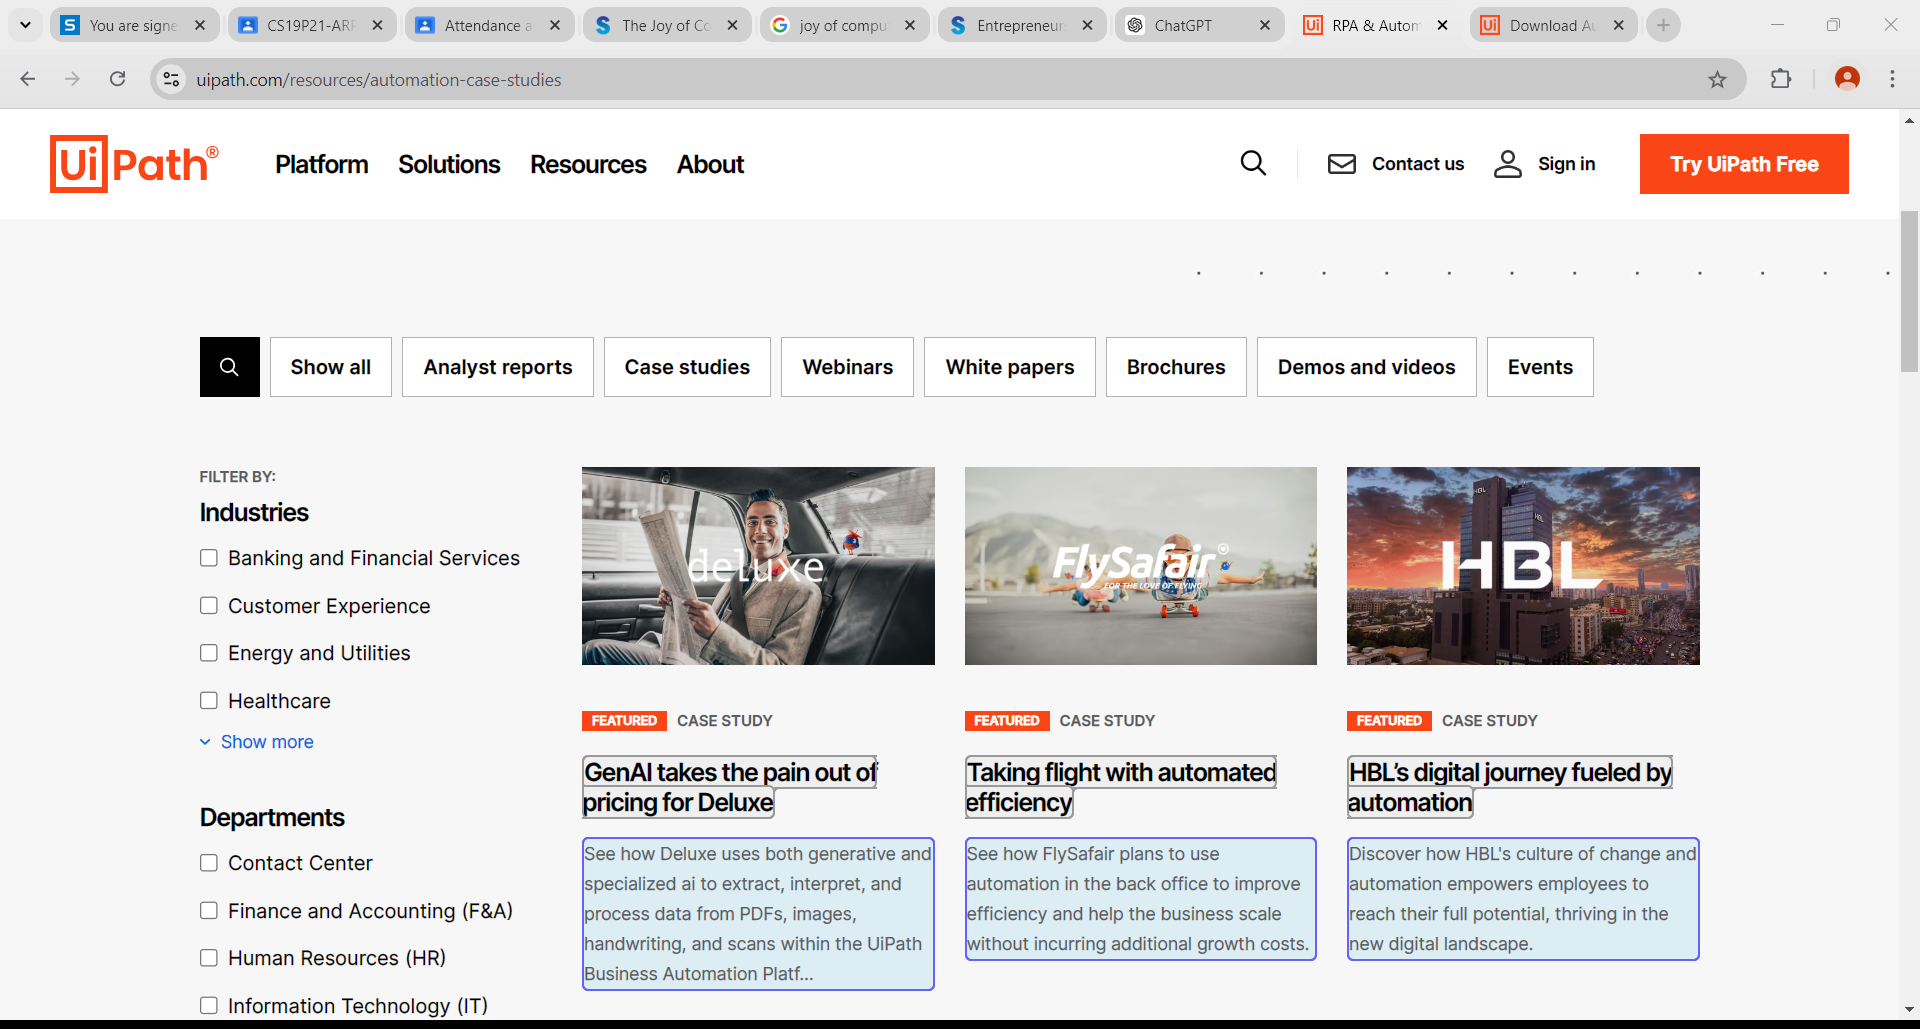 You are signe
CS19P21-ARP
Attendance a
The Joy of Co
joy of compu
Entrepreneur
ChatGPT
RPA & Autom
Download Au
uipath.com/resources/automation-case-studies
UiPath®
Platform
Solutions
Resources
About
Contact us
Sign in
Try UiPath Free
Show all
Analyst reports
Case studies
Webinars
White papers
Brochures
Demos and videos
Events
FILTER BY:
Industries
Banking and Financial Services
Customer Experience
Energy and Utilities
Healthcare
Show more
Departments
Contact Center
Finance and Accounting (F&A)
Human Resources (HR)
Information Technology (IT)
deluxe
FEATURED CASE STUDY
GenAI takes the pain out of
pricing for Deluxe
See how Deluxe uses both generative and
specialized ai to extract, interpret, and
process data from PDFs, images,
handwriting, and scans within the UiPath
Business Automation Platf...
FlySafair
FOR THE LOVE OF FLYING
FEATURED CASE STUDY
Taking flight with automated
efficiency
See how FlySafair plans to use
automation in the back office to improve
efficiency and help the business scale
without incurring additional growth costs.
HBL
HBL
HBL
FEATURED CASE STUDY
HBL’s digital journey fueled by
automation
Discover how HBL's culture of change and
automation empowers employees to
reach their full potential, thriving in the
new digital landscape.